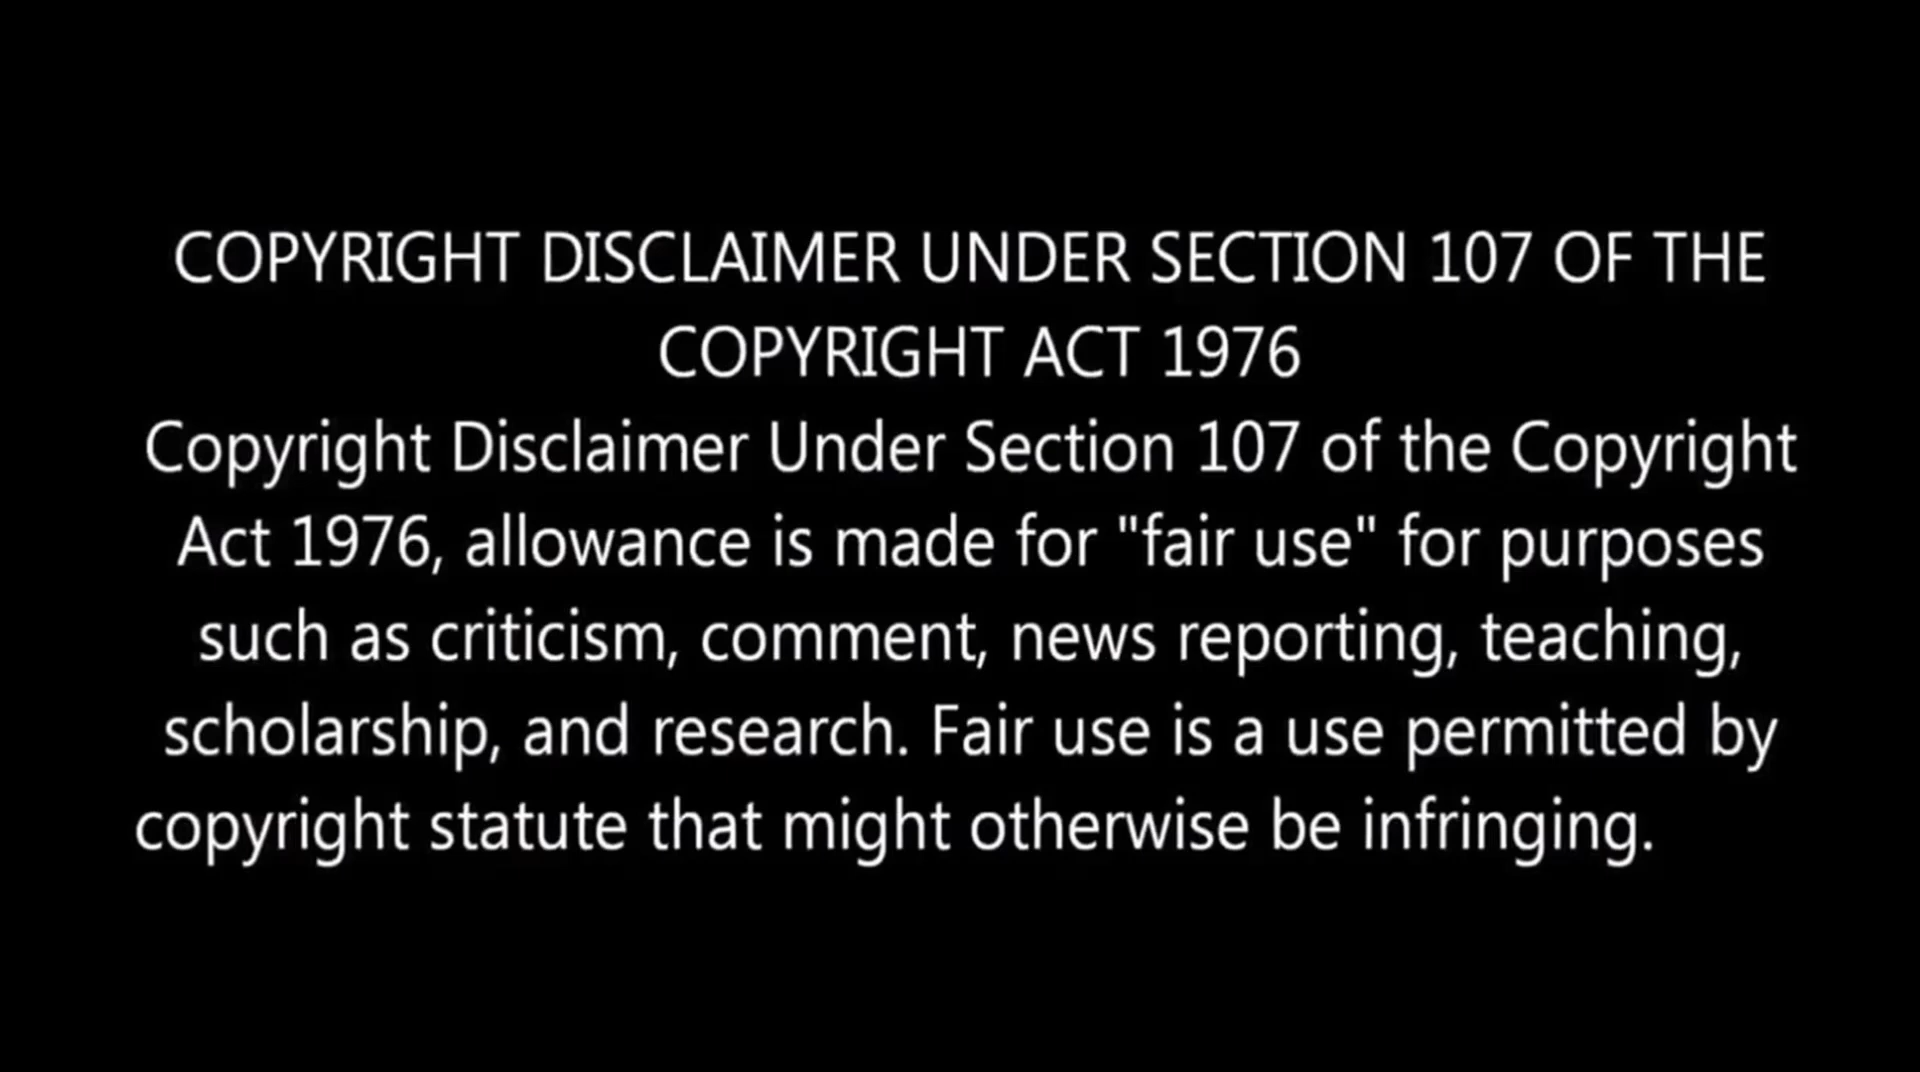 COPYRIGHT DISCLAIMER UNDER SECTION 107 OF THE
COPYRIGHT ACT 1976
Copyright Disclaimer Under Section 107 of the Copyright
Act 1976, allowance is made for "fair use" for purposes
such as criticism, comment, news reporting, teaching,
scholarship, and research. Fair use is a use permitted by
copyright statute that might otherwise be infringing.